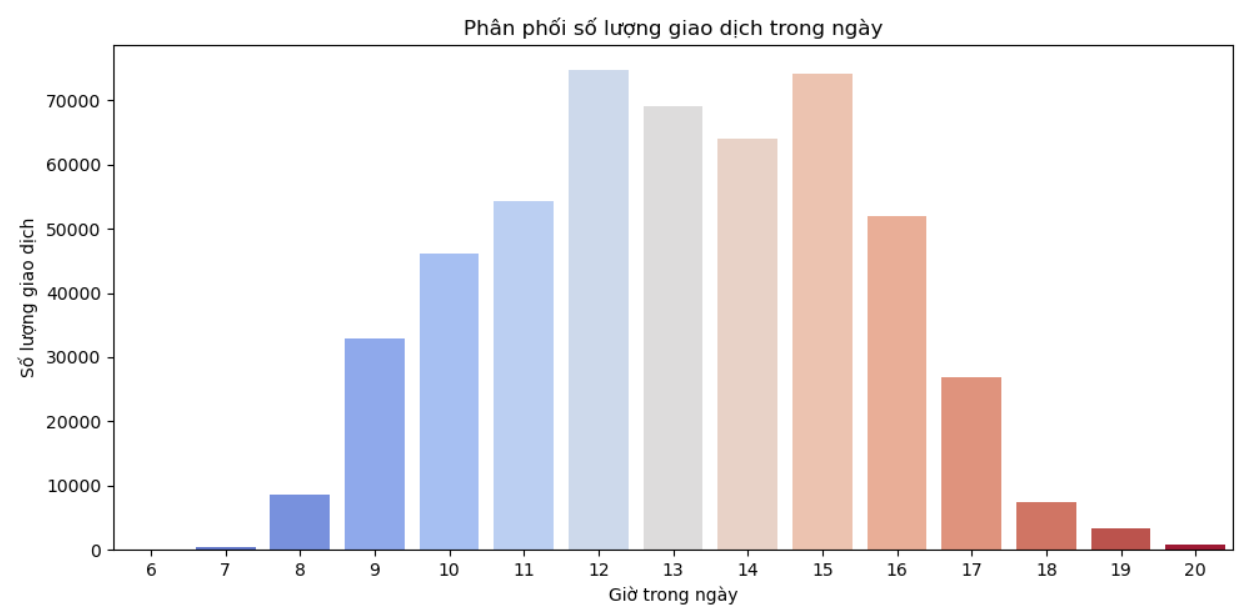 Phân phối số lượng giao dịch trong ngày
Số lượng giao dịch
70000
60000
50000
40000
30000
20000
10000
0
6 7 8 9 10 11 12 13 14 15 16 17 18 19 20
Giờ trong ngày